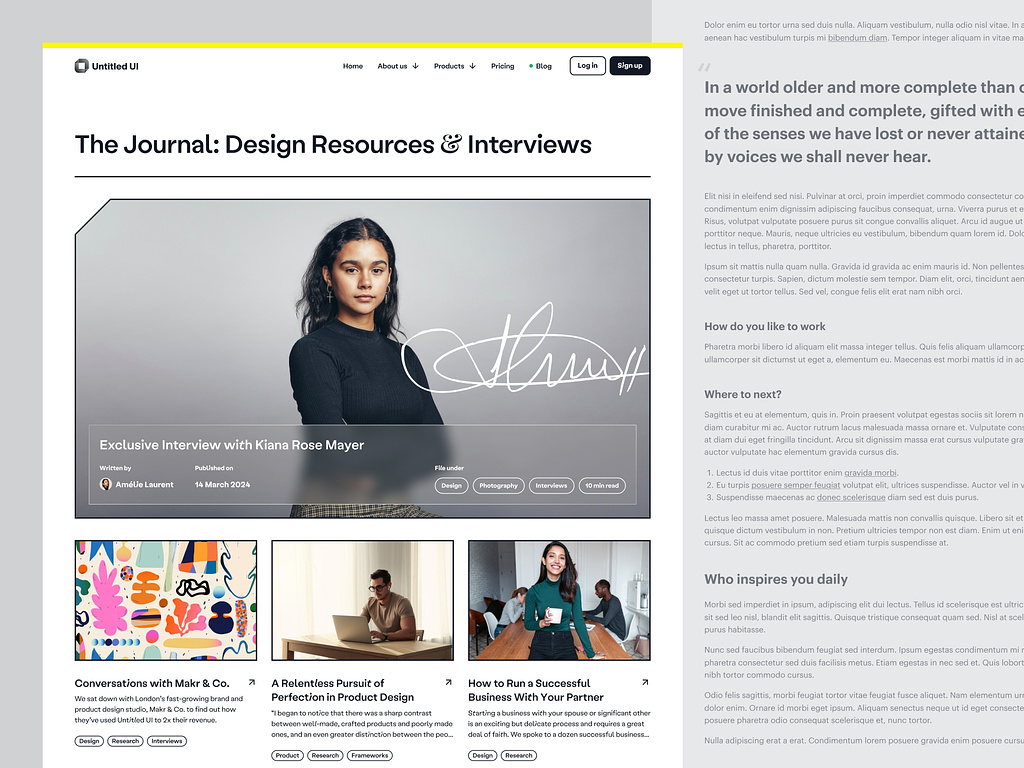 Untitled UI
Home
About us
Products
Pricing
Blog
Log in
Sign up
The Journal: Design Resources & Interviews
Exclusive Interview with Kiana Rose Mayer
Written by
Amélie Laurent
Published on
14 March 2024
File under
Design
Photography
Interviews
10 min read
Conversations with Makr & Co.
We sat down with London's fast-growing brand and
product design studio, Makr & Co. to find out how
they've used Untitled UI to 2x their revenue.
Design
Research
Interviews
A Relentless Pursuit of
Perfection in Product Design
"I began to notice that there was a sharp contrast
between well-made, crafted products and poorly made
ones, and an even greater distinction between the peo...
Product
Research
Frameworks
How to Run a Successful
Business With Your Partner
Starting a business with your spouse or significant other
is an exciting but delicate process and requires a great
deal of faith. We spoke to a dozen successful business...
Design
Research
Dolor enim eu tortor urna sed duis nulla. Aliquam vestibulum, nulla odio nisl vitae. In a
aenean hac vestibulum turpis mi bibendum diam. Tempor integer aliquam in vitae ma
"
In a world older and more complete than
move finished and complete, gifted with e
of the senses we have lost or never attaine
by voices we shall never hear.
Elit nisi in eleifend sed nisi. Pulvinar at orci, proin imperdiet commodo consectetur co
condimentum enim dignissim adipiscing faucibus consequat, urna. Viverra purus et e
Risus, volutpat vulputate posuere purus sit congue convallis aliquet. Arcu id augue ut
porttitor neque. Mauris, neque ultricies eu vestibulum, bibendum quam lorem id. Dolo
lectus in tellus, pharetra, porttitor.
Ipsum sit mattis nulla quam nulla. Gravida id gravida ac enim mauris id. Non pellentes
consectetur turpis. Sapien, dictum molestie sem tempor. Diam elit, orci, tincidunt aen
velit eget ut tortor tellus. Sed vel, congue felis elit erat nam nibh orci.
How do you like to work
Pharetra morbi libero id aliquam elit massa integer tellus. Quis felis aliquam ullamcorp
ullamcorper sit dictumst ut eget a, elementum eu. Maecenas est morbi mattis id in ac
Where to next?
Sagittis et eu at elementum, quis in. Proin praesent volutpat egestas sociis sit lorem n
diam curabitur mi ac. Auctor rutrum lacus malesuada massa ornare et. Vulputate cons
at diam dui eget fringilla tincidunt. Arcu sit dignissim massa erat cursus vulputate gra
auctor vulputate hac elementum gravida cursus dis.
1. Lectus id duis vitae porttitor enim gravida morbi.
2. Eu turpis posuere semper feugiat volutpat elit, ultrices suspendisse. Auctor vel in v
3. Suspendisse maecenas ac donec scelerisque diam sed est duis purus.
Lectus leo massa amet posuere. Malesuada mattis non convallis quisque. Libero sit et
quisque dictum vestibulum in non. Pretium ultricies tempor non est diam. Enim ut enim
cursus. Sit ac commodo pretium sed etiam turpis suspendisse at.
Who inspires you daily
Morbi sed imperdiet in ipsum, adipiscing elit dui lectus. Tellus id scelerisque est ultric
sit sed leo nisl, blandit elit sagittis. Quisque tristique consequat quam sed. Nisl at scel
purus habitasse.
Nunc sed faucibus bibendum feugiat sed interdum. Ipsum egestas condimentum mi m
pharetra consectetur sed duis facilisis metus. Etiam egestas in nec sed et. Quis lobort
nibh tortor commodo cursus.
Odio felis sagittis, morbi feugiat tortor vitae feugiat fusce aliquet. Nam elementum urn
dolor enim. Ornare id morbi eget ipsum. Aliquam senectus neque ut id eget consecte
posuere pharetra odio consequat scelerisque et, nunc tortor.
Nulla adipiscing erat a erat. Condimentum lorem posuere gravida enim posuere cursu